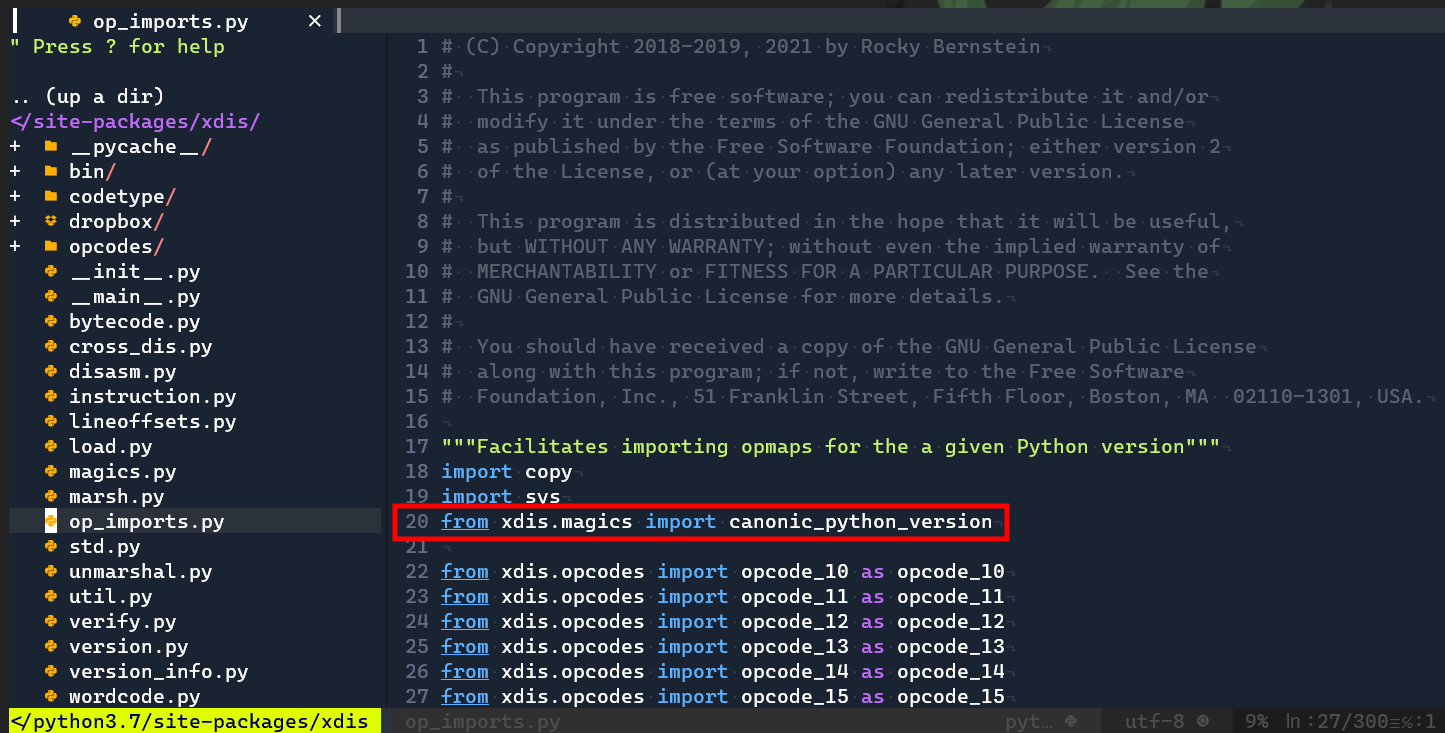 op_imports.py ✕
" Press ? for help
.. (up a dir)
</site-packages/xdis/
+ __pycache__/
+ bin/
+ codetype/
+ dropbox/
+ opcodes/
__init__.py
__main__.py
bytecode.py
cross_dis.py
disasm.py
instruction.py
lineoffsets.py
load.py
magics.py
marsh.py
op_imports.py
std.py
unmarshal.py
util.py
verify.py
version.py
version_info.py
wordcode.py
</python3.7/site-packages/xdis
1 # (C) Copyright 2018-2019, 2021 by Rocky Bernstein¬
2 #¬
3 #  This program is free software; you can redistribute it and/or¬
4 #  modify it under the terms of the GNU General Public License¬
5 #  as published by the Free Software Foundation; either version 2¬
6 #  of the License, or (at your option) any later version.¬
7 #¬
8 #  This program is distributed in the hope that it will be useful,¬
9 #  but WITHOUT ANY WARRANTY; without even the implied warranty of¬
10 #  MERCHANTABILITY or FITNESS FOR A PARTICULAR PURPOSE.  See the¬
11 #  GNU General Public License for more details.¬
12 #¬
13 #  You should have received a copy of the GNU General Public License¬
14 #  along with this program; if not, write to the Free Software¬
15 #  Foundation, Inc., 51 Franklin Street, Fifth Floor, Boston, MA  02110-1301, USA.¬
16 ¬
17 """Facilitates importing opmaps for the a given Python version"""¬
18 import copy¬
19 import sys¬
20 from xdis.magics import canonic_python_version¬
21 ¬
22 from xdis.opcodes import opcode_10 as opcode_10¬
23 from xdis.opcodes import opcode_11 as opcode_11¬
24 from xdis.opcodes import opcode_12 as opcode_12¬
25 from xdis.opcodes import opcode_13 as opcode_13¬
26 from xdis.opcodes import opcode_14 as opcode_14¬
27 from xdis.opcodes import opcode_15 as opcode_15¬
op_imports.py pyt… utf-8 9% ln:27/300≡℅:1